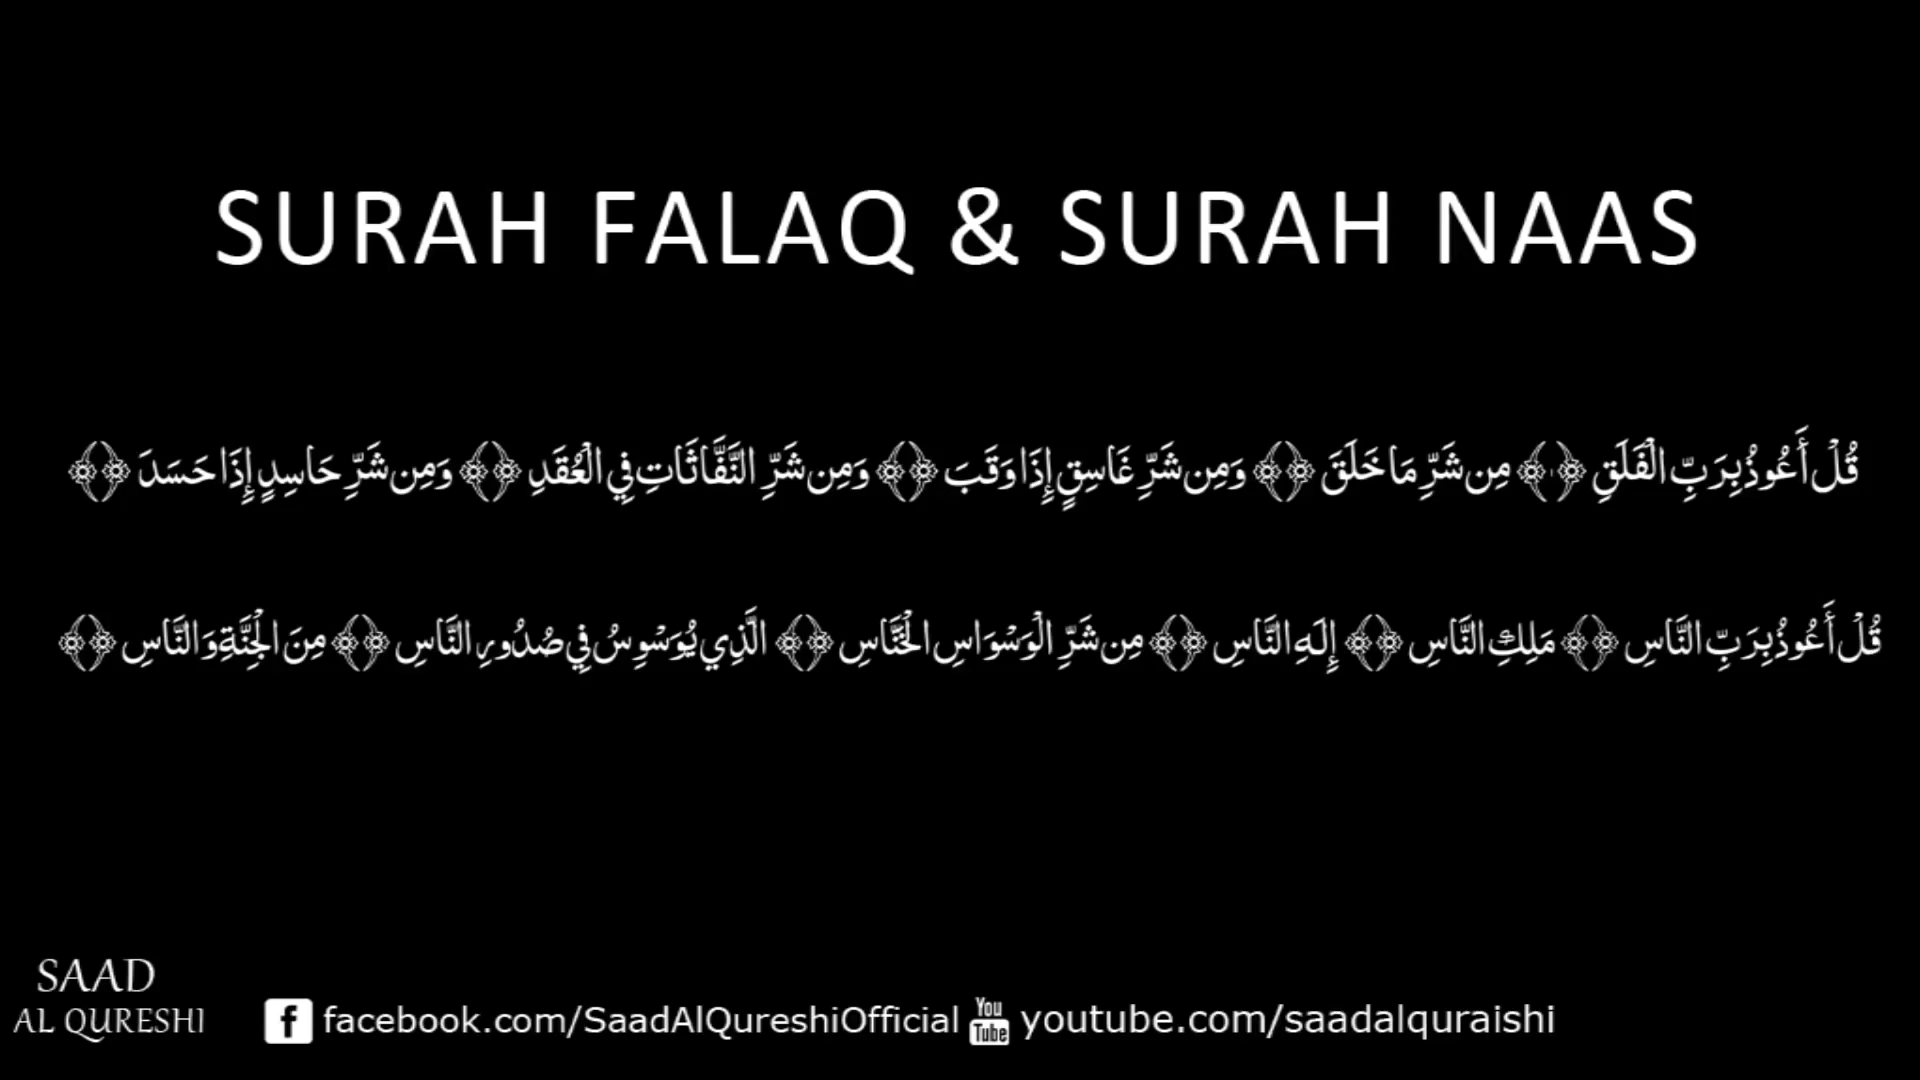 SURAH FALAQ & SURAH NAAS
قُلْ أَعُوذُ بِرَبِّ الْفَلَقِ ﴿١﴾ مِن شَرِّ مَا خَلَقَ ﴿﴾ وَمِن شَرِّ غَاسِقٍ إِذَا وَقَبَ ﴿﴾ وَمِن شَرِّ النَّفَّاثَاتِ فِي الْعُقَدِ ﴿﴾ وَمِن شَرِّ حَاسِدٍ إِذَا حَسَدَ ﴿﴾
قُلْ أَعُوذُ بِرَبِّ النَّاسِ ﴿﴾ مَلِكِ النَّاسِ ﴿﴾ إِلَهِ النَّاسِ ﴿﴾ مِن شَرِّ الْوَسْوَاسِ الْخَنَّاسِ ﴿﴾ الَّذِي يُوَسْوِسُ فِي صُدُورِ النَّاسِ ﴿﴾ مِنَ الْجِنَّةِ وَالنَّاسِ ﴿﴾
SAAD
AL QURESHI
f facebook.com/SaadAlQureshiOfficial You Tube youtube.com/saadalquraishi